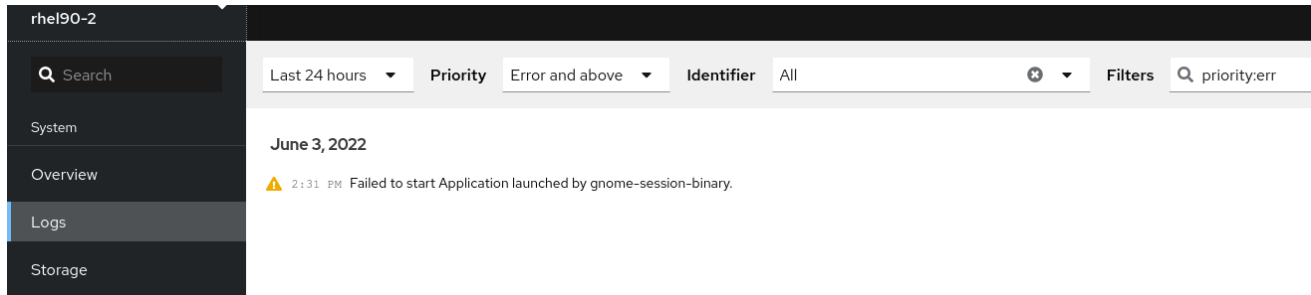 rhel90-2
Search
System
Overview
Logs
Storage
Last 24 hours Priority Error and above Identifier All Filters priority:err
June 3, 2022
2:31 PM Failed to start Application launched by gnome-session-binary.